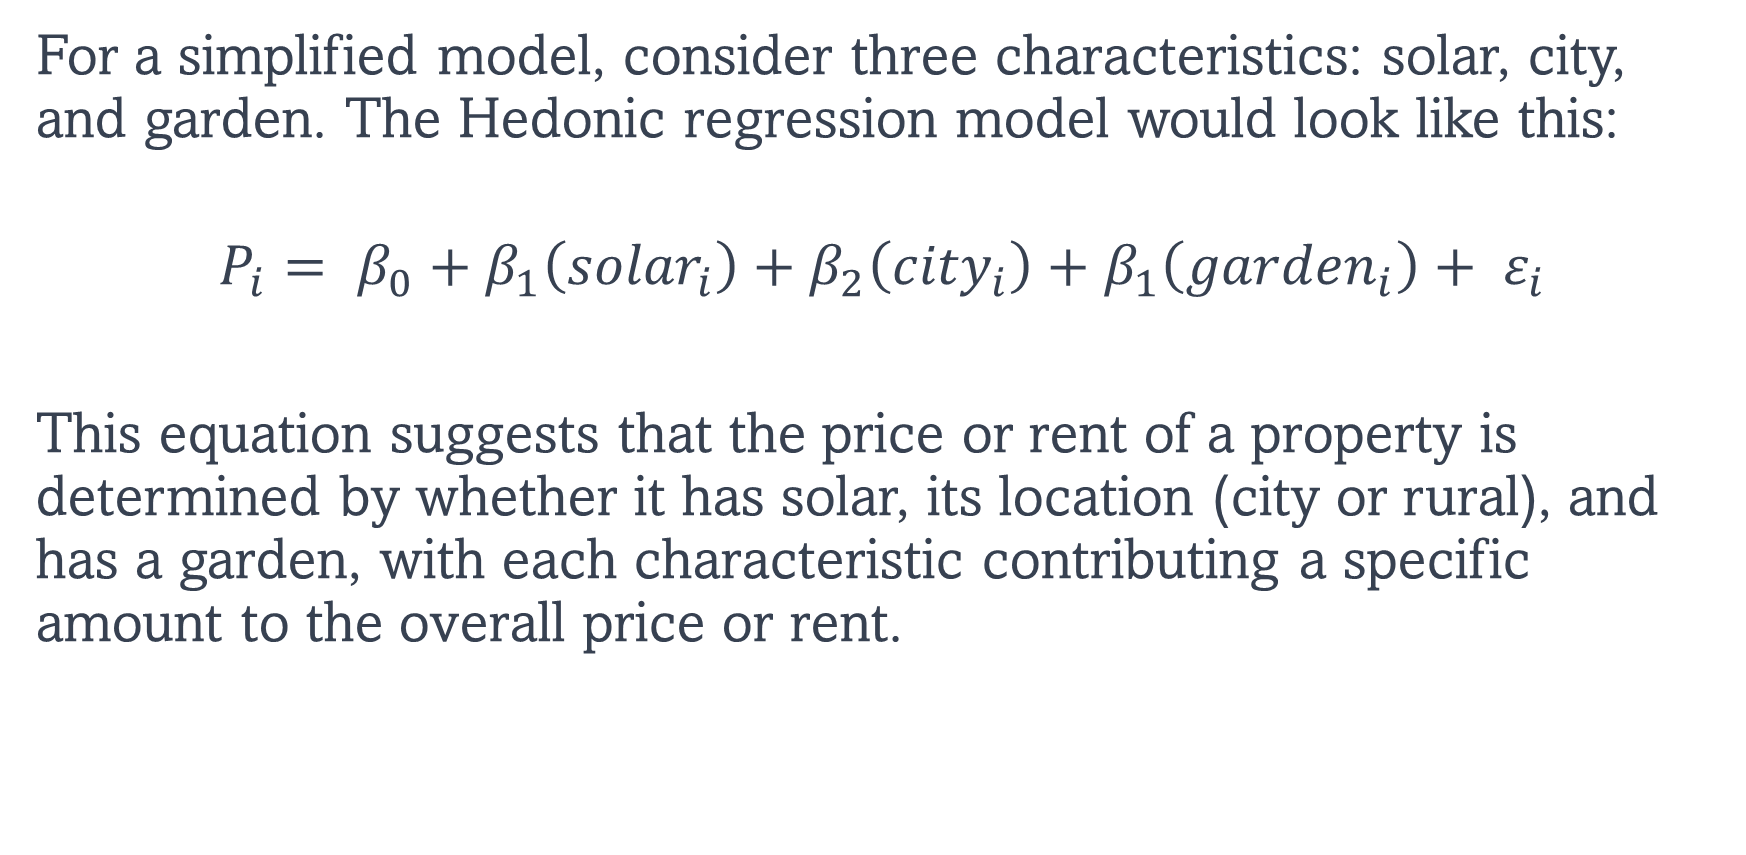 For a simplified model, consider three characteristics: solar, city,
and garden. The Hedonic regression model would look like this:
Pᵢ = β₀ + β₁(solarᵢ) + β₂(cityᵢ) + β₁(gardenᵢ) + εᵢ
This equation suggests that the price or rent of a property is
determined by whether it has solar, its location (city or rural), and
has a garden, with each characteristic contributing a specific
amount to the overall price or rent.